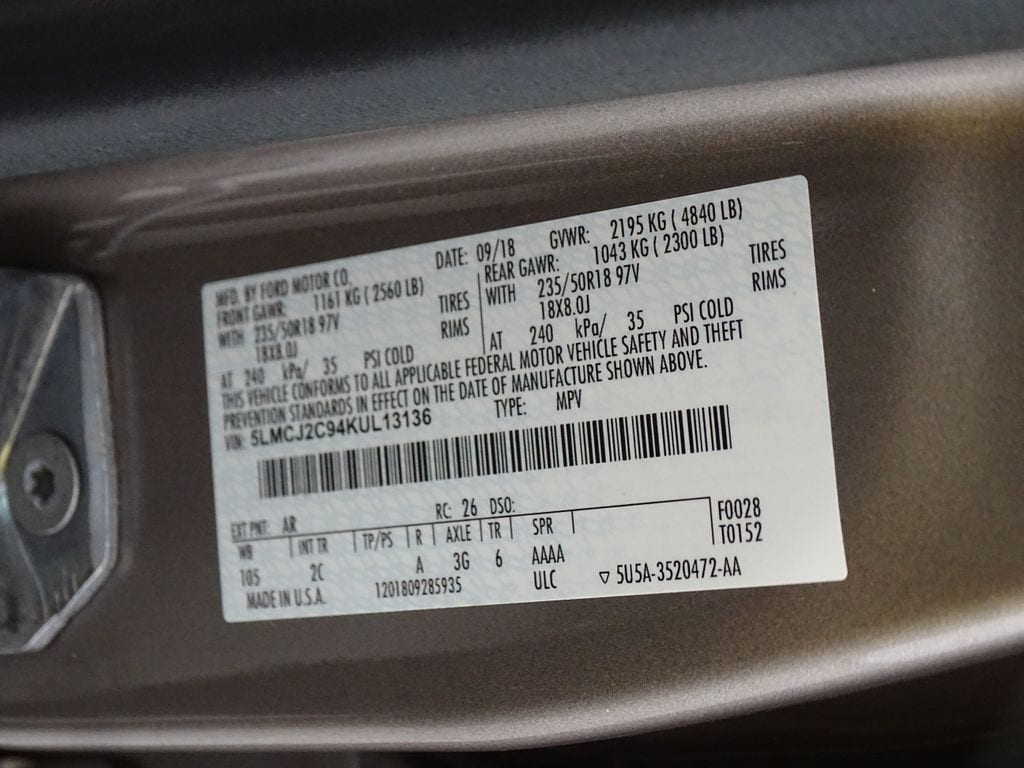 MFD. BY FORD MOTOR CO. DATE: 09/18 GVWR: 2195 KG ( 4840 LB)
FRONT GAWR: 1161 KG ( 2560 LB) REAR GAWR: 1043 KG ( 2300 LB)
WITH 235/50R18 97V TIRES WITH 235/50R18 97V TIRES
18X8.0J RIMS 18X8.0J RIMS
AT 240 kPa/ 35 PSI COLD AT 240 kPa/ 35 PSI COLD
THIS VEHICLE CONFORMS TO ALL APPLICABLE FEDERAL MOTOR VEHICLE SAFETY AND THEFT
PREVENTION STANDARDS IN EFFECT ON THE DATE OF MANUFACTURE SHOWN ABOVE.
VIN: 5LMCJ2C94KUL13136 TYPE: MPV
EXT PNT: AR RC: 26 DSO:
WB INT TR TP/PS R AXLE TR SPR F0028
105 2C A 3G 6 AAAA T0152
MADE IN U.S.A. 1201809285935 ULC ▽ 5U5A-3520472-AA